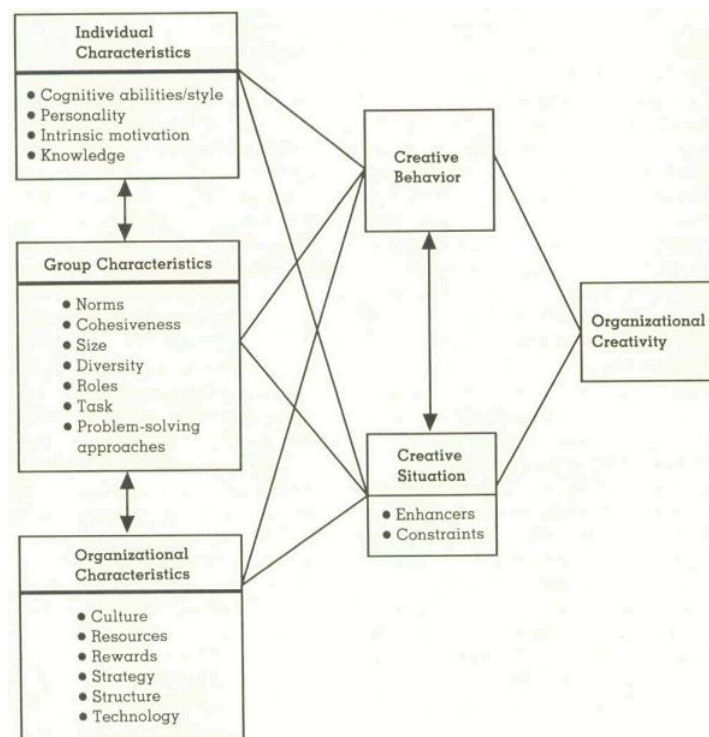 Individual
Characteristics
● Cognitive abilities/style
● Personality
● Intrinsic motivation
● Knowledge
Group Characteristics
● Norms
● Cohesiveness
● Size
● Diversity
● Roles
● Task
● Problem-solving
approaches
Organizational
Characteristics
● Culture
● Resources
● Rewards
● Strategy
● Structure
● Technology
Creative
Behavior
Creative
Situation
● Enhancers
● Constraints
Organizational
Creativity